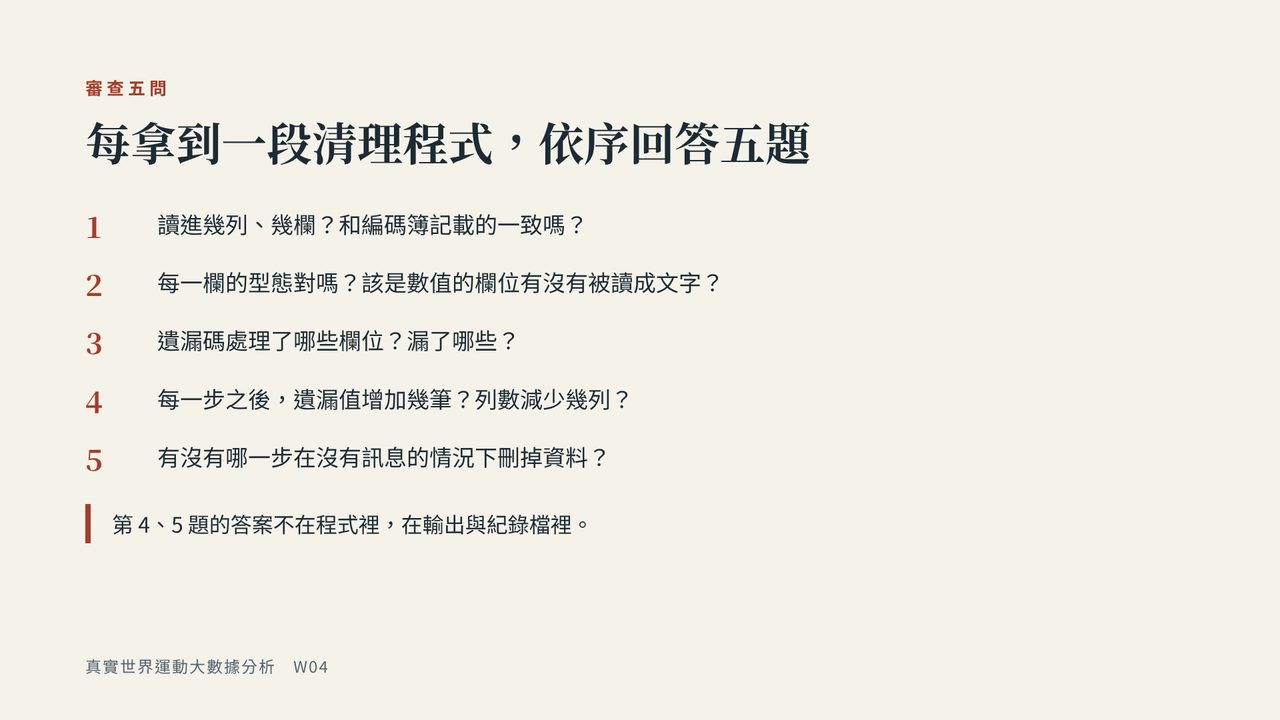 審查五問
每拿到一段清理程式，依序回答五題
1 讀進幾列、幾欄？和編碼簿記載的一致嗎？
2 每一欄的型態對嗎？該是數值的欄位有沒有被讀成文字？
3 遺漏碼處理了哪些欄位？漏了哪些？
4 每一步之後，遺漏值增加幾筆？列數減少幾列？
5 有沒有哪一步在沒有訊息的情況下刪掉資料？
第 4、5 題的答案不在程式裡，在輸出與紀錄檔裡。
真實世界運動大數據分析 W04